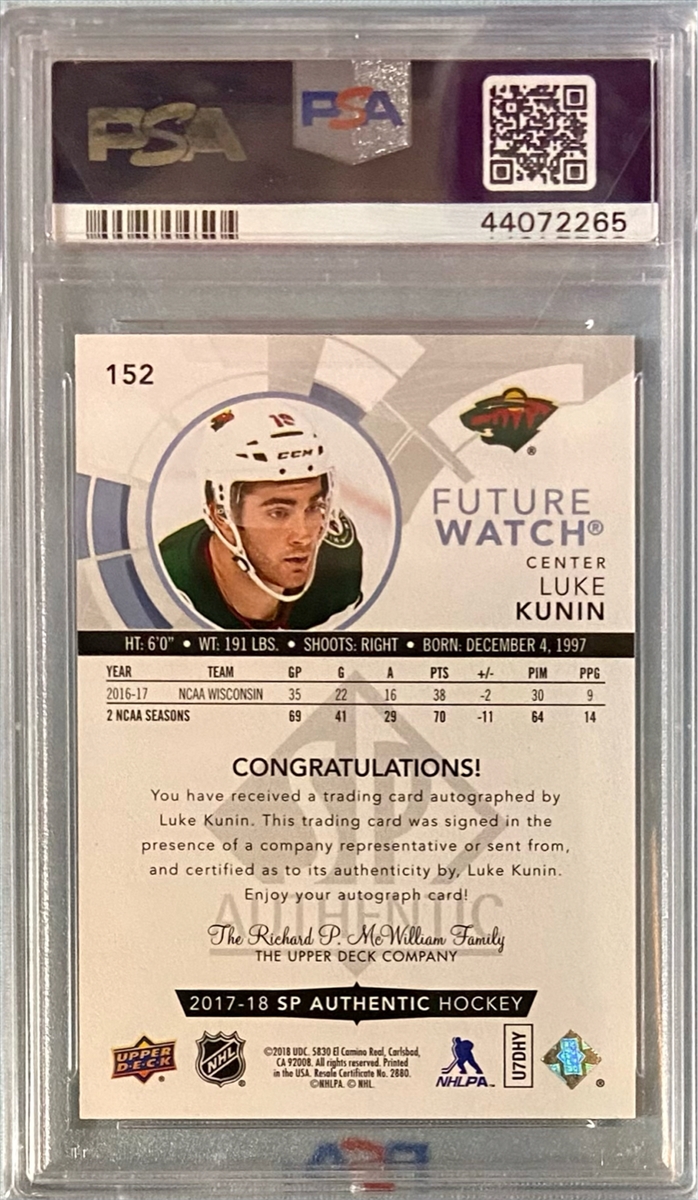 PSA
PSA
44072265
152
19
CCM
FUTURE
WATCH®
CENTER
LUKE
KUNIN
HT: 6'0" • WT: 191 LBS. • SHOOTS: RIGHT • BORN: DECEMBER 4, 1997
YEAR TEAM GP G A PTS +/- PIM PPG
2016-17 NCAA WISCONSIN 35 22 16 38 -2 30 9
2 NCAA SEASONS 69 41 29 70 -11 64 14
CONGRATULATIONS!
You have received a trading card autographed by
Luke Kunin. This trading card was signed in the
presence of a company representative or sent from,
and certified as to its authenticity by, Luke Kunin.
Enjoy your autograph card!
SP
AUTHENTIC
The Richard P. McWilliam Family
THE UPPER DECK COMPANY
2017-18 SP AUTHENTIC HOCKEY
UPPER
D·E·C·K
NHL
©2018 UDC. 5830 El Camino Real, Carlsbad,
CA 92008. All rights reserved. Printed
in the USA. Resale Certificate No. 2880.
©NHLPA. © NHL.
NHLPA
U7DHY
PSA